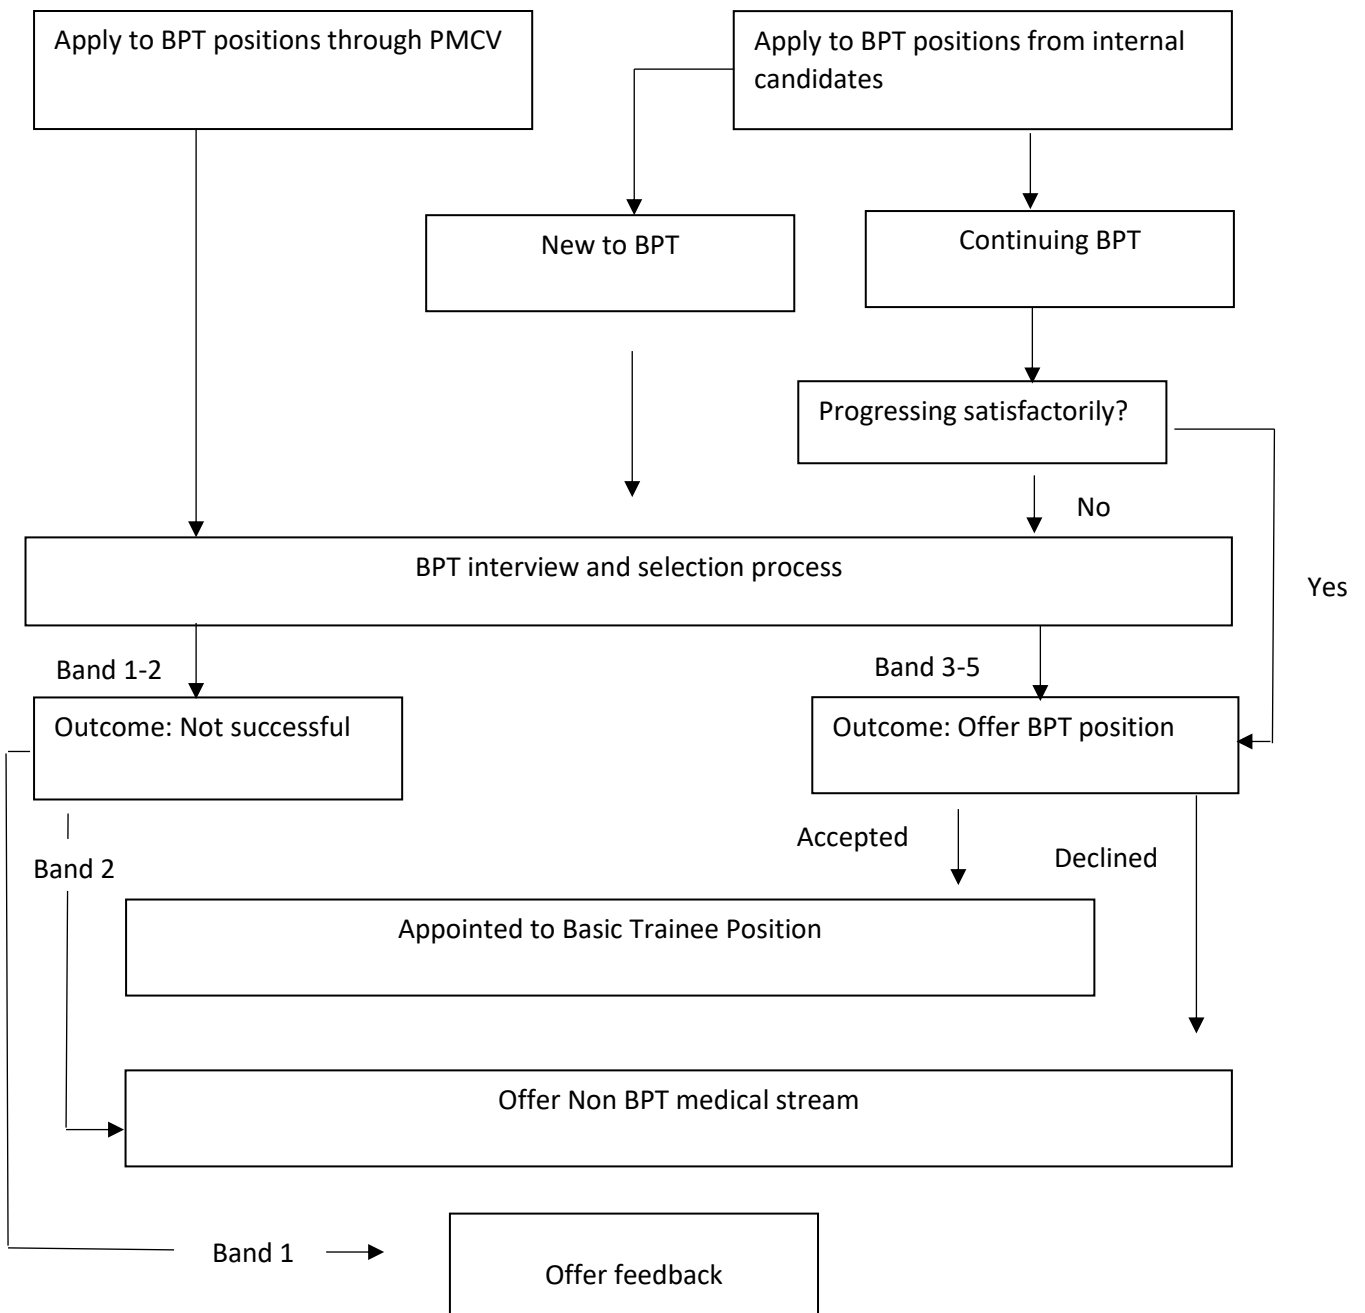 Apply to BPT positions through PMCV
Apply to BPT positions from internal
candidates
New to BPT
Continuing BPT
Progressing satisfactorily?
No
BPT interview and selection process
Yes
Band 1-2
Band 3-5
Outcome: Not successful
Outcome: Offer BPT position
Accepted
Declined
Band 2
Appointed to Basic Trainee Position
Offer Non BPT medical stream
Band 1
Offer feedback